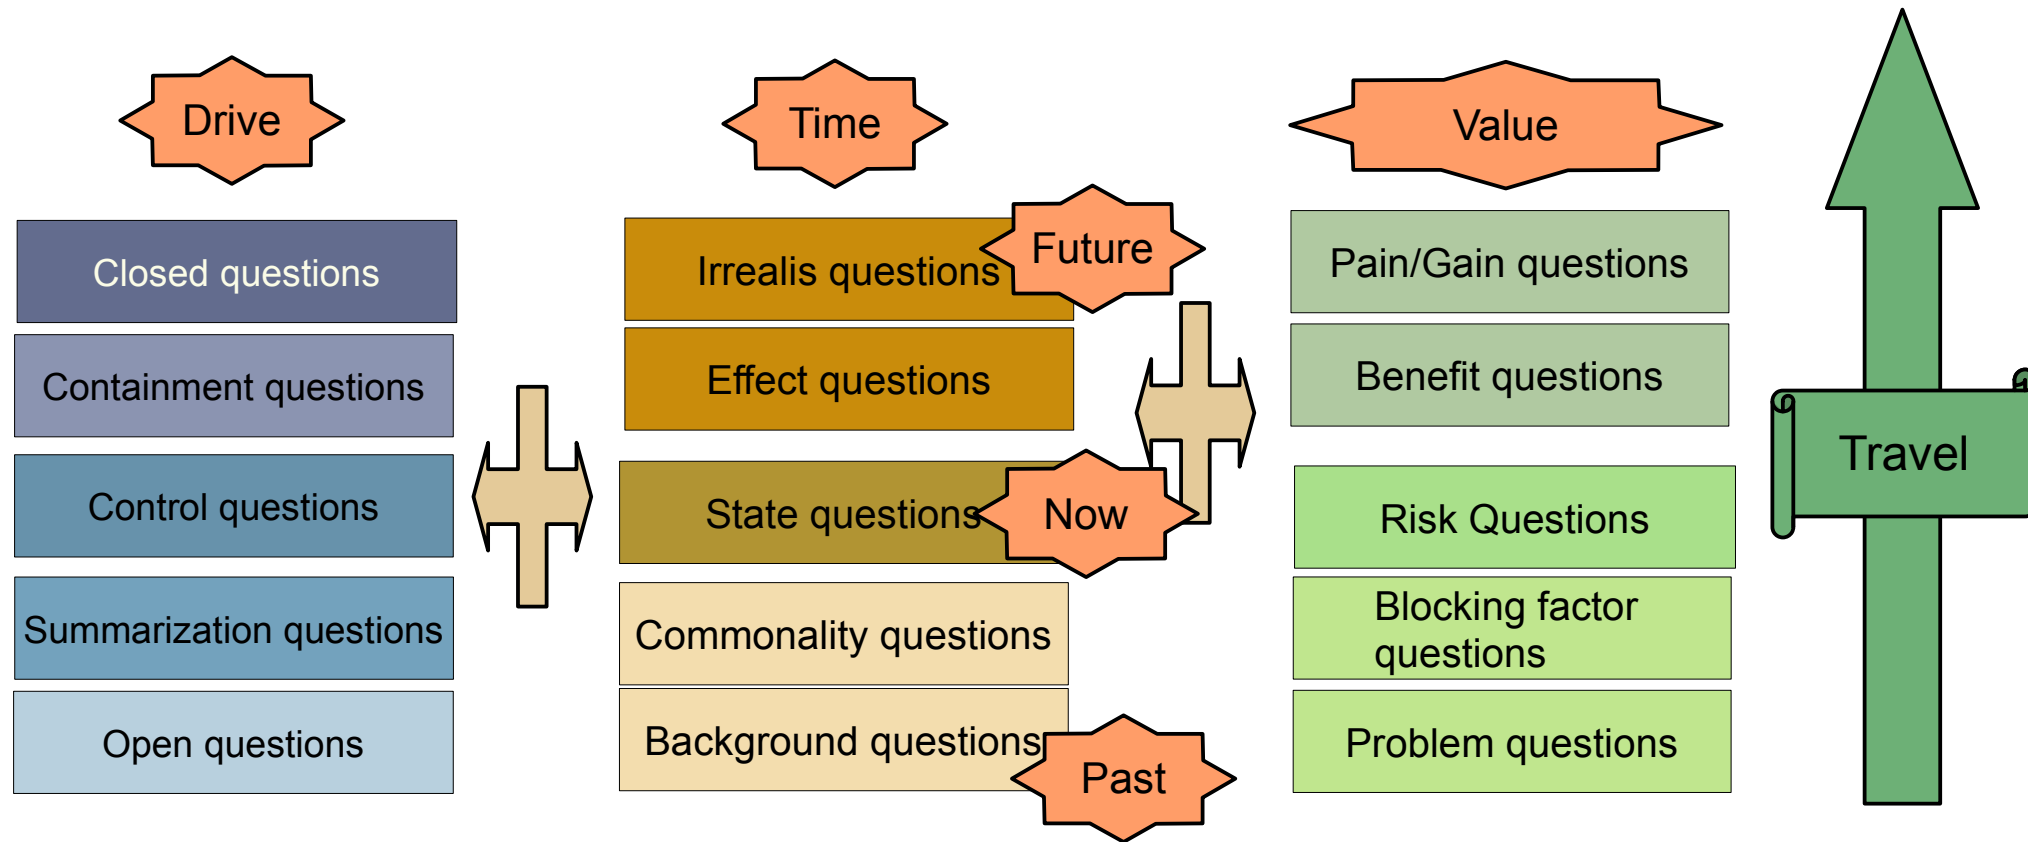 Drive
Closed questions
Containment questions
Control questions
Summarization questions
Open questions
Time
Future
Irrealis questions
Effect questions
Now
State questions
Commonality questions
Background questions
Past
Value
Pain/Gain questions
Benefit questions
Risk Questions
Blocking factor
questions
Problem questions
Travel